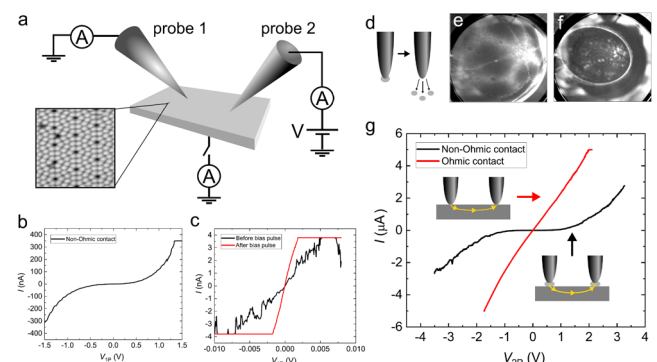 a
probe 1
probe 2
A
A
V
A
d
e
f
g
Non-Ohmic contact
Ohmic contact
I (µA)
6
4
2
0
-2
-4
-6
-4
-3
-2
-1
0
1
2
3
4
b
Non-Ohmic contact
I (nA)
400
300
200
100
0
-100
-200
-300
-400
-1.5
-1.0
-0.5
0.0
0.5
1.0
1.5
V1P (V)
c
Before bias pulse
After bias pulse
I (nA)
4
3
2
1
0
-1
-2
-3
-4
-0.010
-0.005
0.000
0.005
0.010